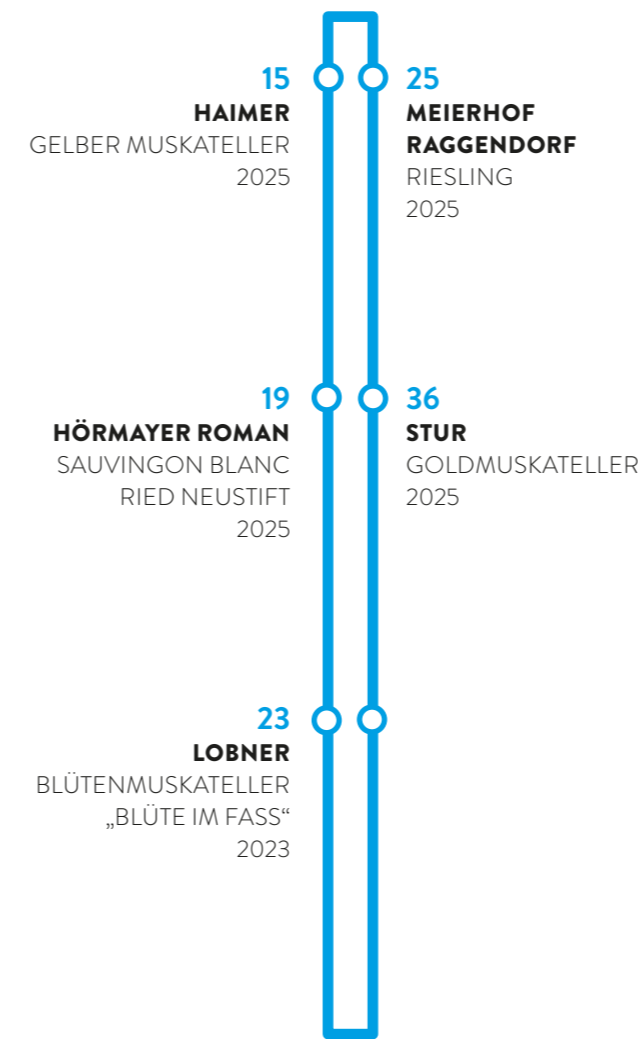 15
HAIMER
GELBER MUSKATELLER
2025
25
MEIERHOF
RAGGENDORF
RIESLING
2025
19
HÖRMAYER ROMAN
SAUVINGON BLANC
RIED NEUSTIFT
2025
36
STUR
GOLDMUSKATELLER
2025
23
LOBNER
BLÜTENMUSKATELLER
„BLÜTE IM FASS“
2023